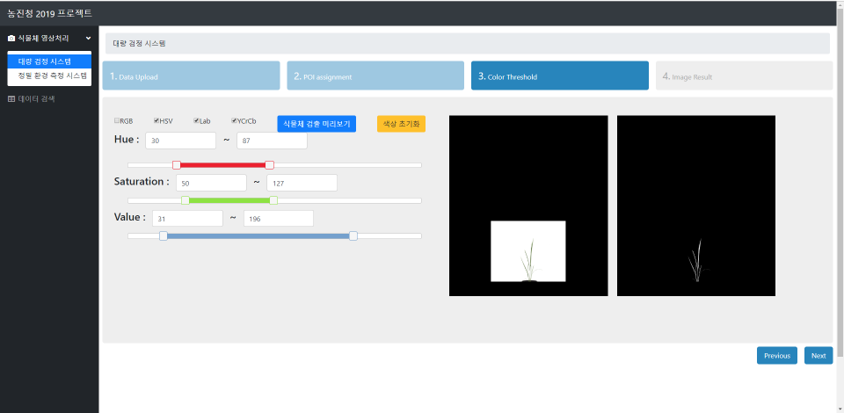 농진청 2019 프로젝트
식물체 영상처리
대량 검정 시스템
정밀 환경 측정 시스템
데이터 검색
대량 검정 시스템
1. Data Upload
2. POI assignment
3. Color Threshold
4. Image Result
RGB HSV Lab YCrCb 식물체 검출 미리보기 색상 초기화
Hue : 30 ~ 87
Saturation : 50 ~ 127
Value : 31 ~ 196
Previous Next